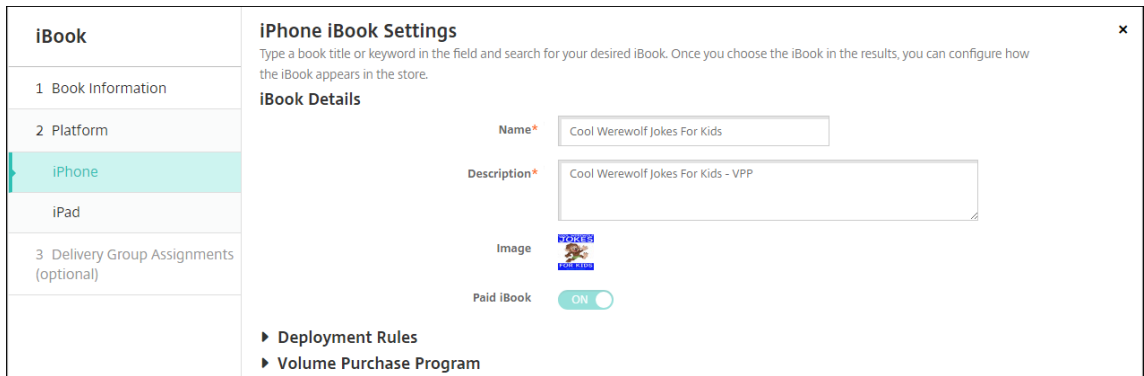 iBook
1 Book Information
2 Platform
iPhone
iPad
3 Delivery Group Assignments
(optional)
iPhone iBook Settings
×
Type a book title or keyword in the field and search for your desired iBook. Once you choose the iBook in the results, you can configure how
the iBook appears in the store.
iBook Details
Name*
Cool Werewolf Jokes For Kids
Description*
Cool Werewolf Jokes For Kids - VPP
Image
JOKES
FOR KIDS
Paid iBook
ON
Deployment Rules
Volume Purchase Program